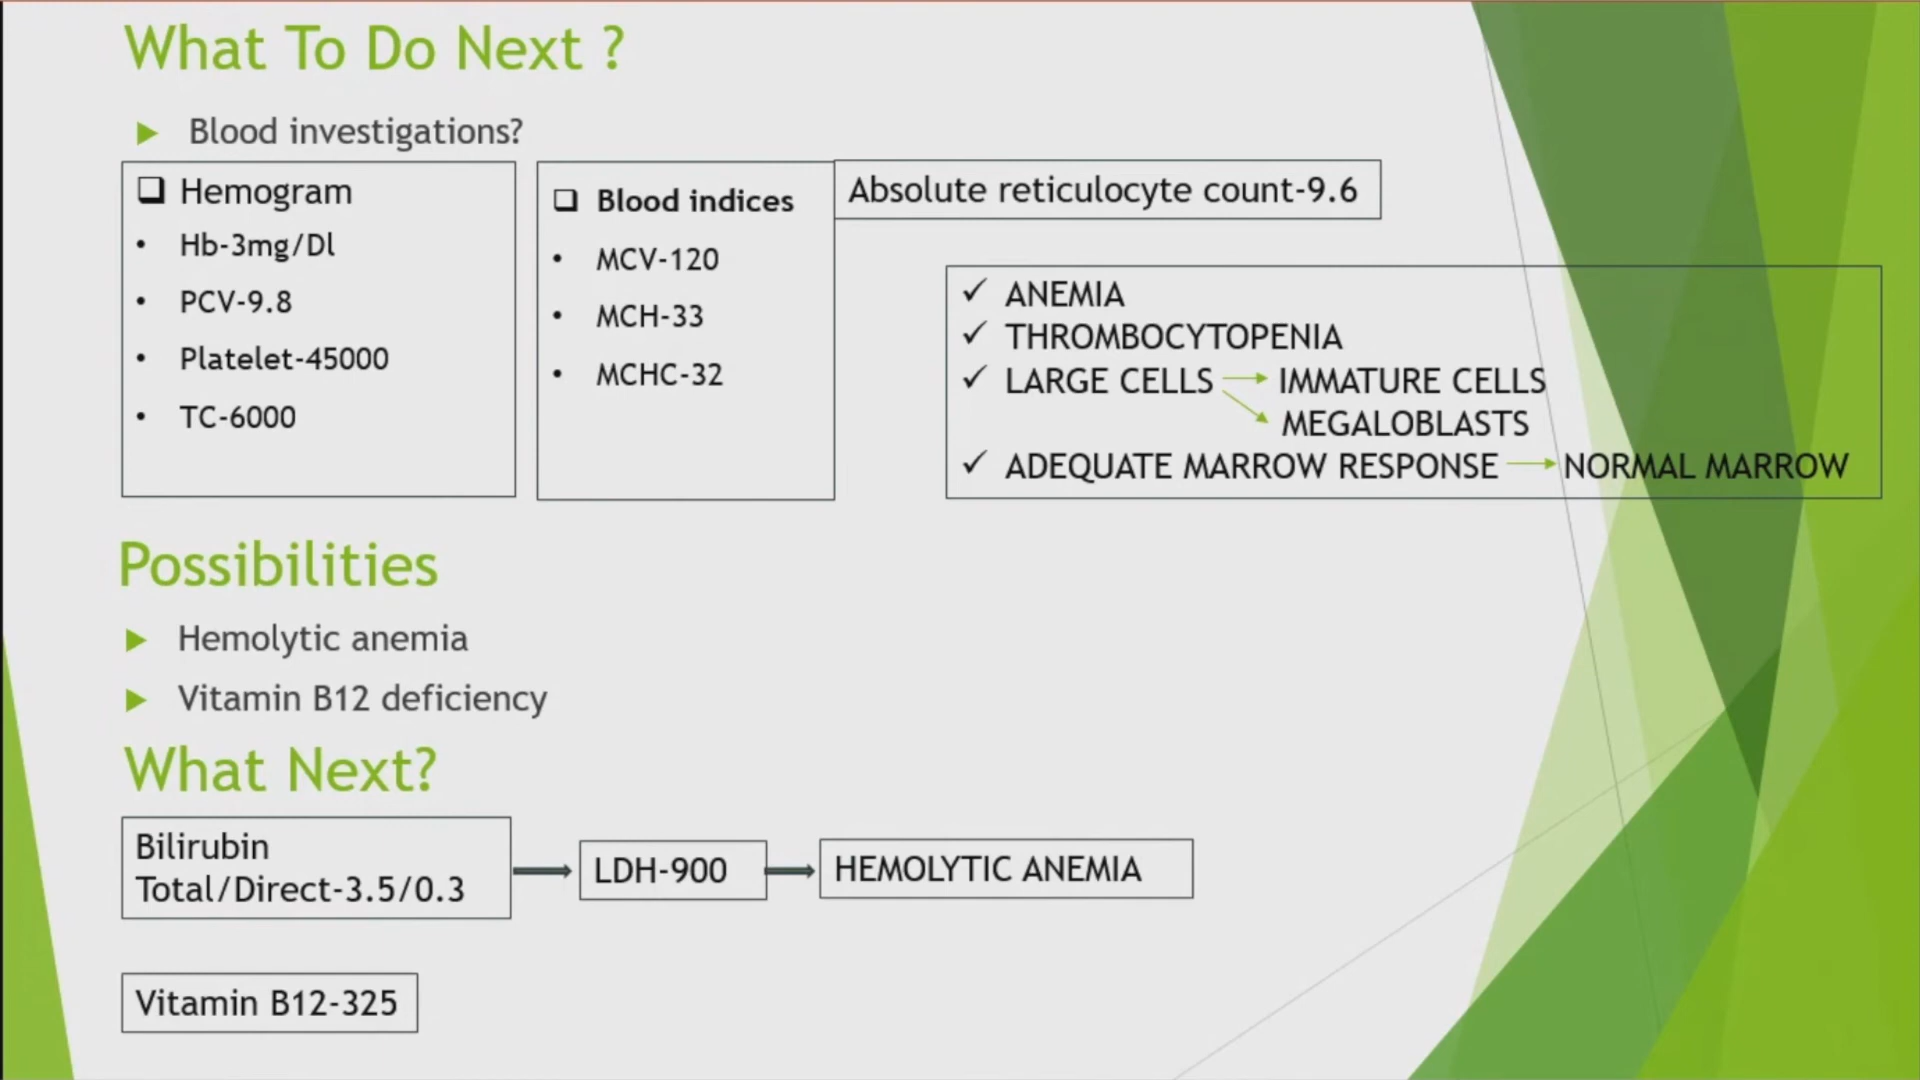 What To Do Next ?
Blood investigations?
Hemogram
Hb-3mg/Dl
PCV-9.8
Platelet-45000
TC-6000
Blood indices
MCV-120
MCH-33
MCHC-32
Absolute reticulocyte count-9.6
ANEMIA
THROMBOCYTOPENIA
LARGE CELLS IMMATURE CELLS
MEGALOBLASTS
ADEQUATE MARROW RESPONSE NORMAL MARROW
Possibilities
Hemolytic anemia
Vitamin B12 deficiency
What Next?
Bilirubin
Total/Direct-3.5/0.3
LDH-900
HEMOLYTIC ANEMIA
Vitamin B12-325